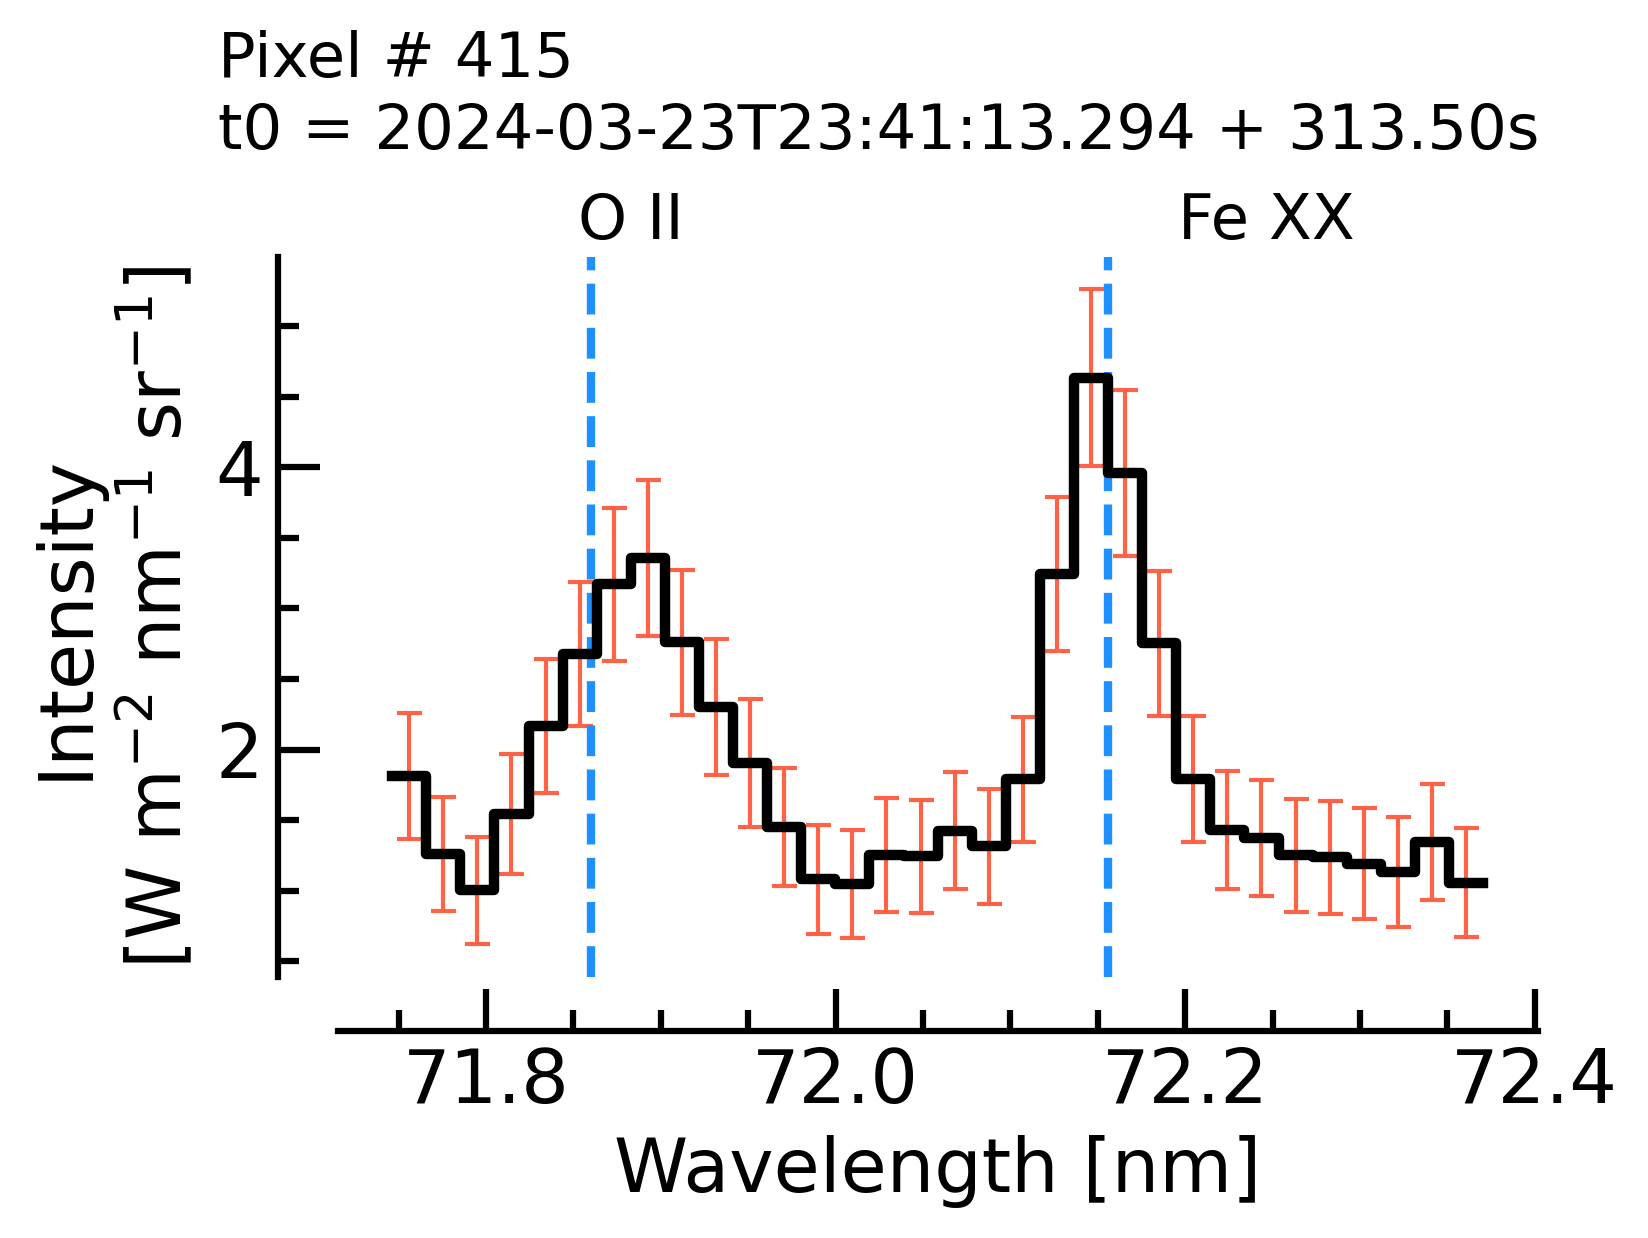 Pixel # 415
t0 = 2024-03-23T23:41:13.294 + 313.50s
O II
Fe XX
Intensity
[W m⁻² nm⁻¹ sr⁻¹]
4
2
71.8
72.0
72.2
72.4
Wavelength [nm]